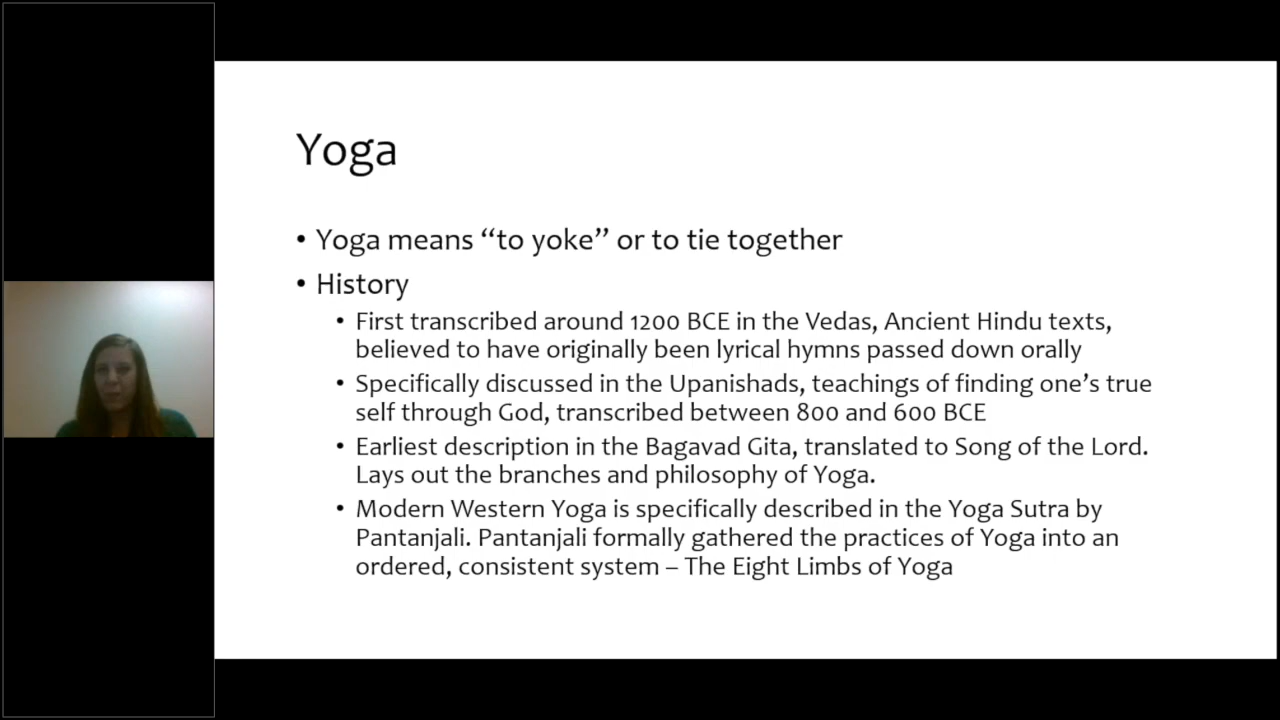 Yoga
• Yoga means “to yoke” or to tie together
• History
• First transcribed around 1200 BCE in the Vedas, Ancient Hindu texts,
believed to have originally been lyrical hymns passed down orally
• Specifically discussed in the Upanishads, teachings of finding one’s true
self through God, transcribed between 800 and 600 BCE
• Earliest description in the Bagavad Gita, translated to Song of the Lord.
Lays out the branches and philosophy of Yoga.
• Modern Western Yoga is specifically described in the Yoga Sutra by
Pantanjali. Pantanjali formally gathered the practices of Yoga into an
ordered, consistent system – The Eight Limbs of Yoga